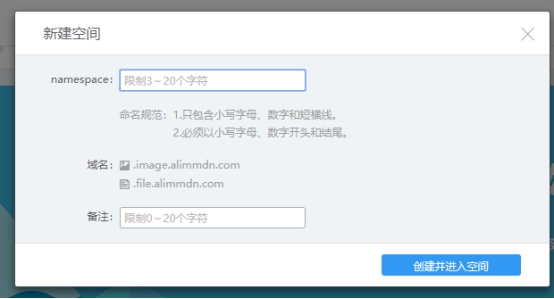 新建空间
namespace: 限制3~20个字符
命名规范: 1.只包含小写字母、数字和短横线。
2.必须以小写字母、数字开头和结尾。
域名: .image.alimmdn.com
.file.alimmdn.com
备注: 限制0~20个字符
创建并进入空间